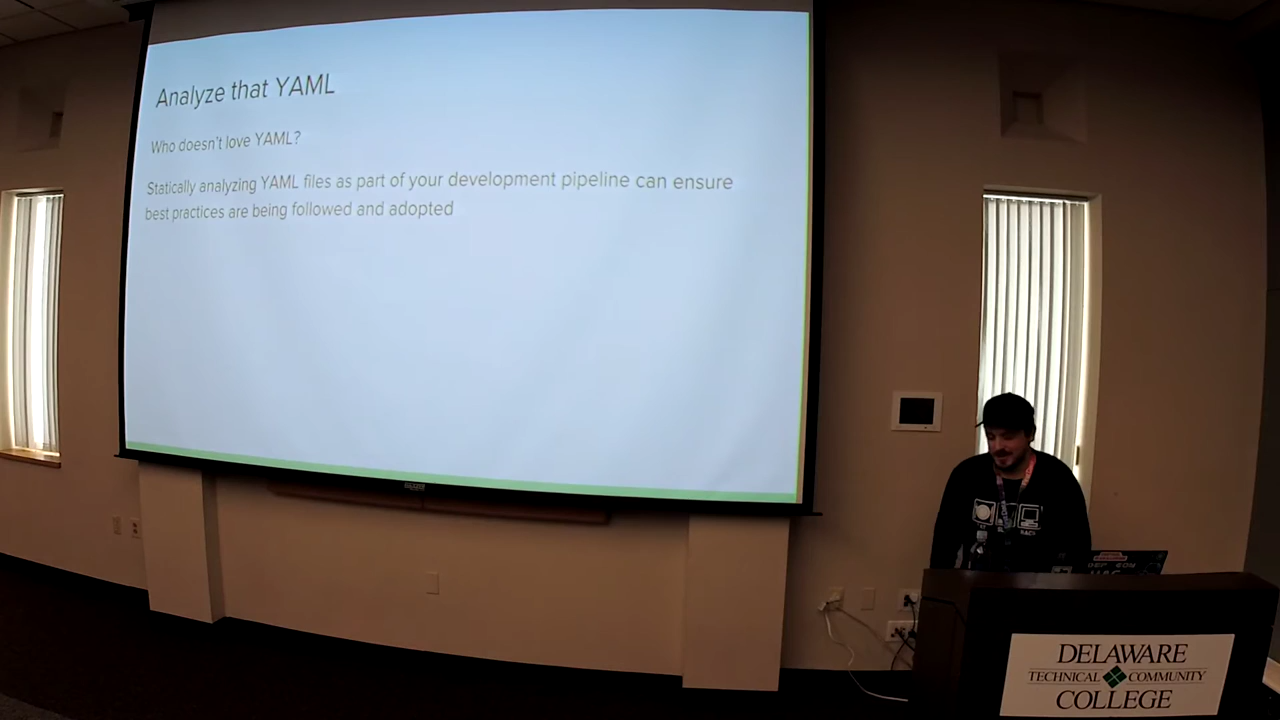 Analyze that YAML
Who doesn't love YAML?
Statically analyzing YAML files as part of your development pipeline can ensure
best practices are being followed and adopted
DELAWARE
TECHNICAL COMMUNITY
COLLEGE